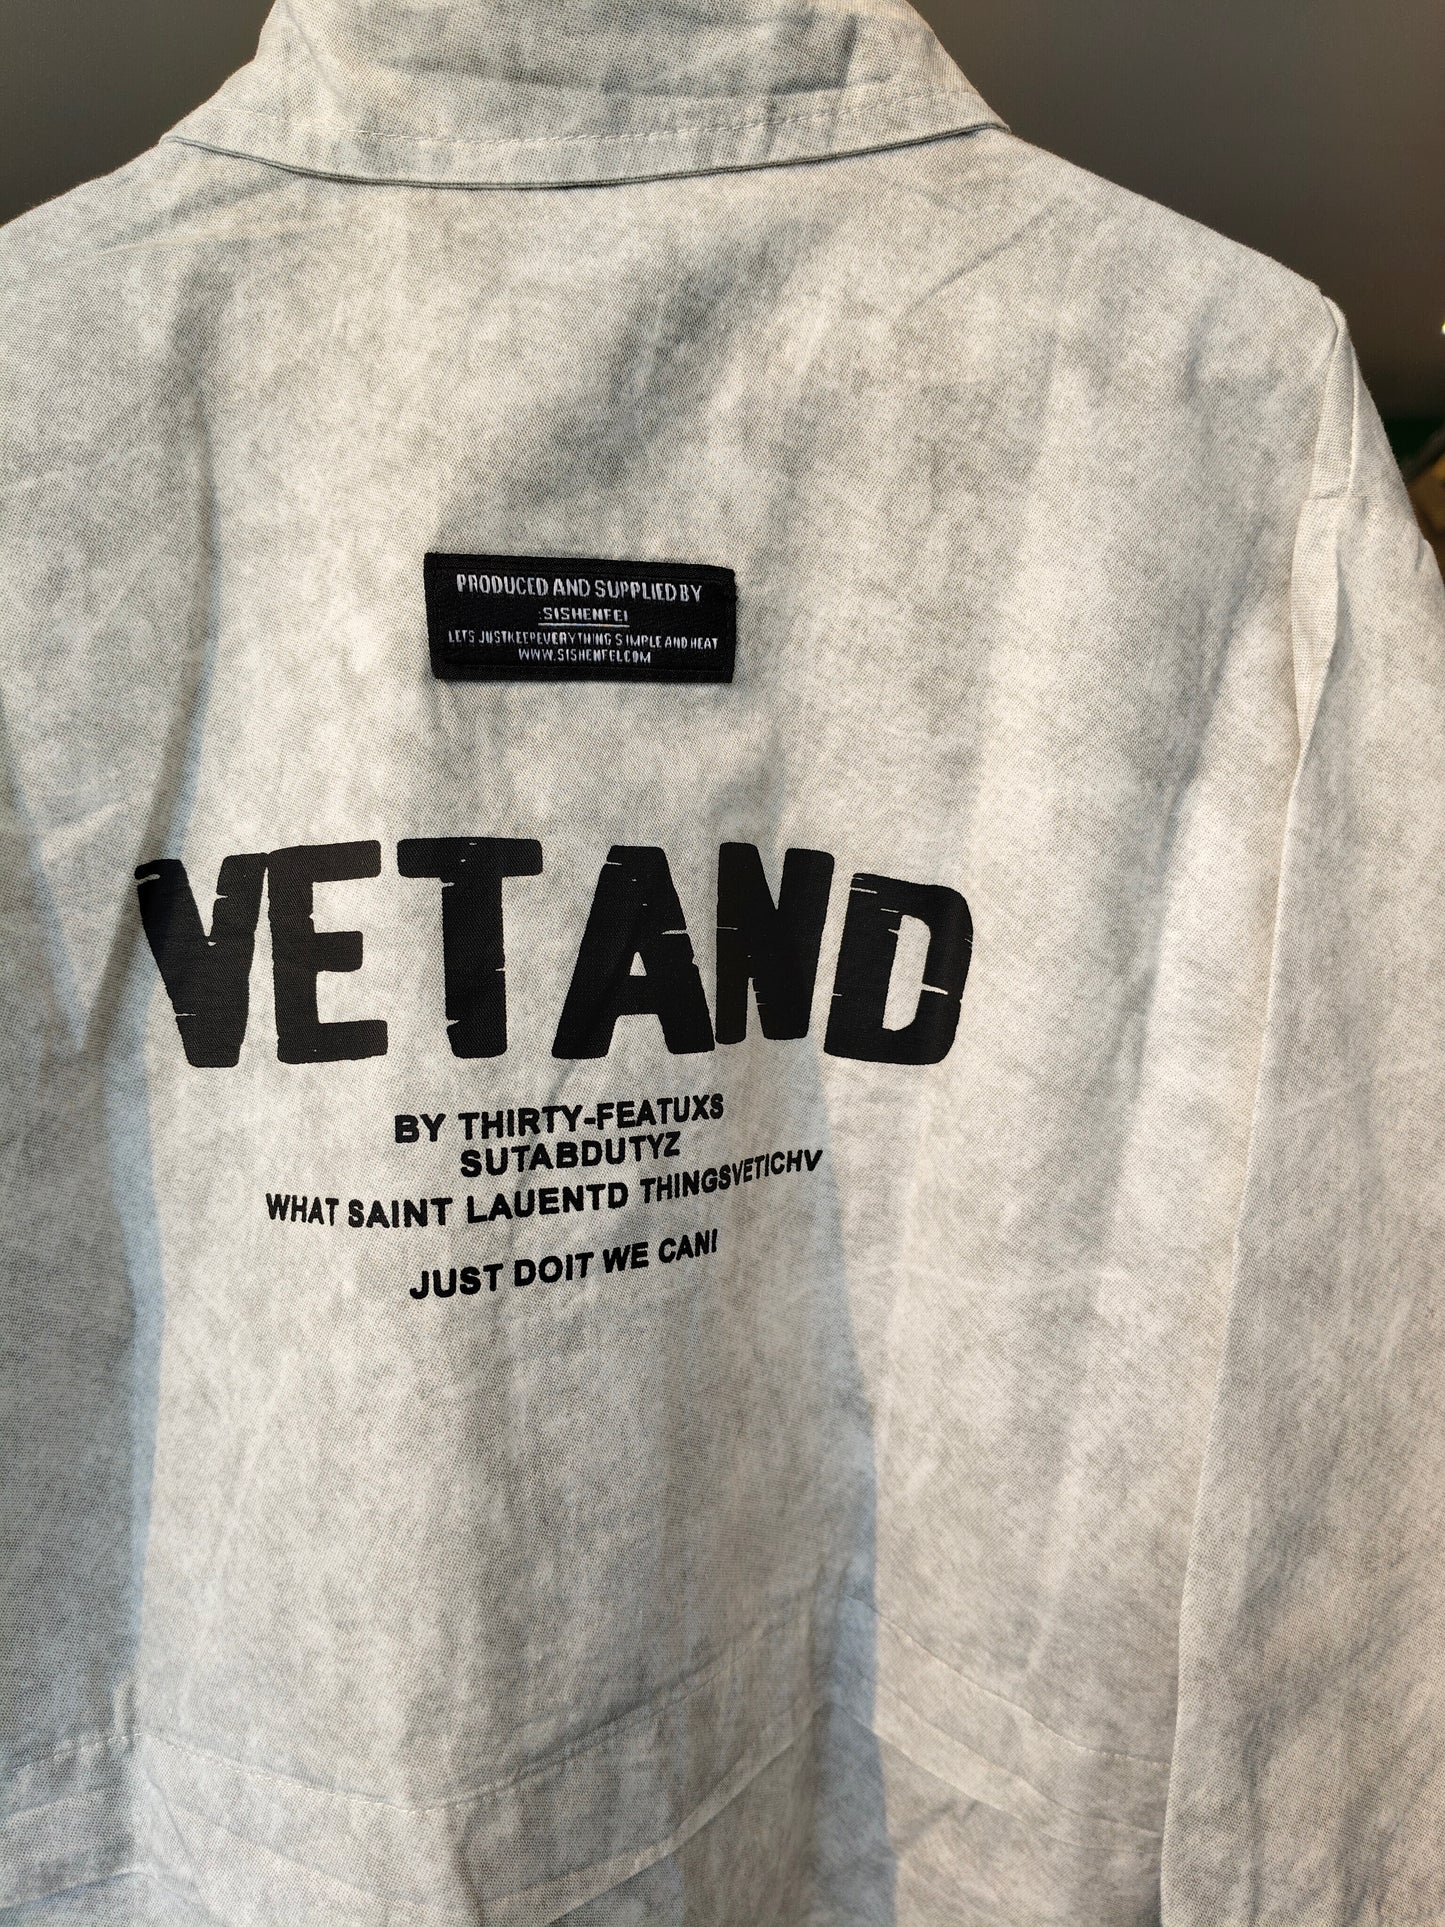 PRODUCED AND SUPPLIED BY
SISHENFEI
LETS JUSTKEEPEVERYTHING SIMPLE AND HEAT
WWW.SISHENFEI.COM
VETAND
BY THIRTY-FEATUXS
SUTABDUTYZ
WHAT SAINT LAUENTD THINGSVETICHV
JUST DOIT WE CAN!